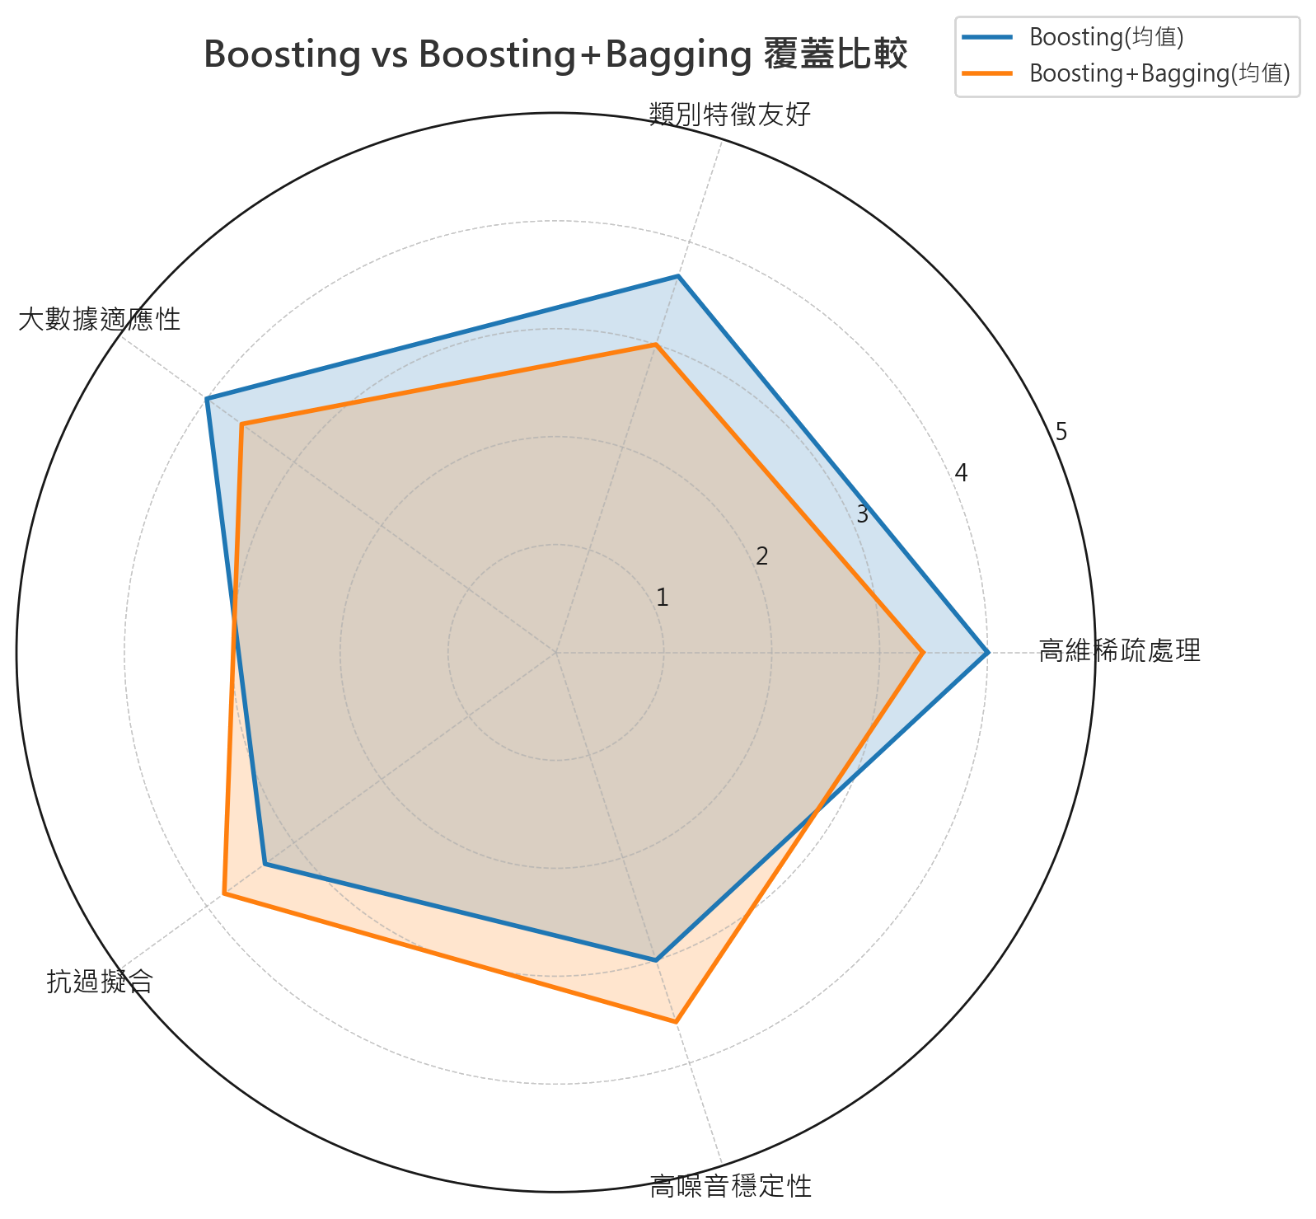 Boosting vs Boosting+Bagging 覆蓋比較
Boosting(均值)
Boosting+Bagging(均值)
類別特徵友好
大數據適應性
5
4
3
2
1
高維稀疏處理
抗過擬合
高噪音穩定性